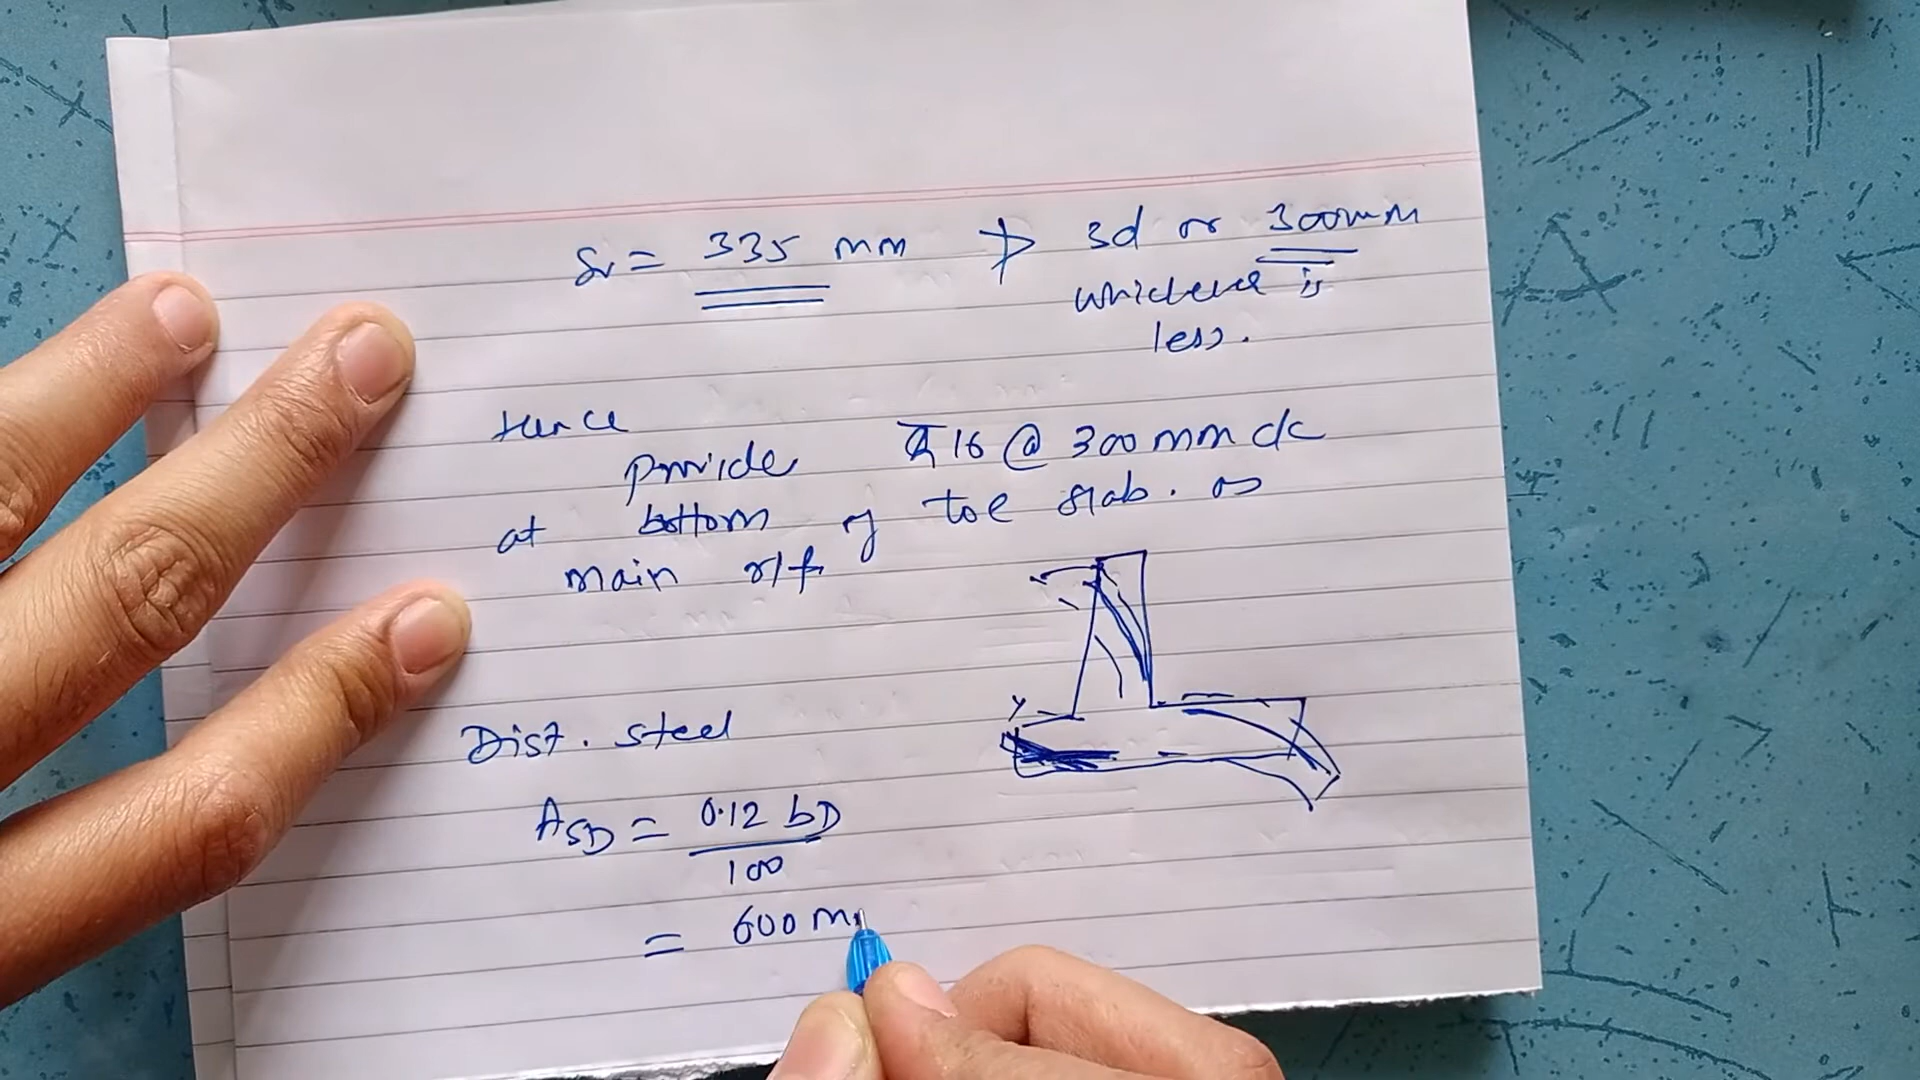 Sv = 335 mm ≯ 3d or 300mm
whichever is
less.
Hence
provide Φ 16 @ 300 mm c/c
at bottom of toe slab. as
main r/f
Y
Dist. steel
ASD = 0.12 bD
100
= 600 m